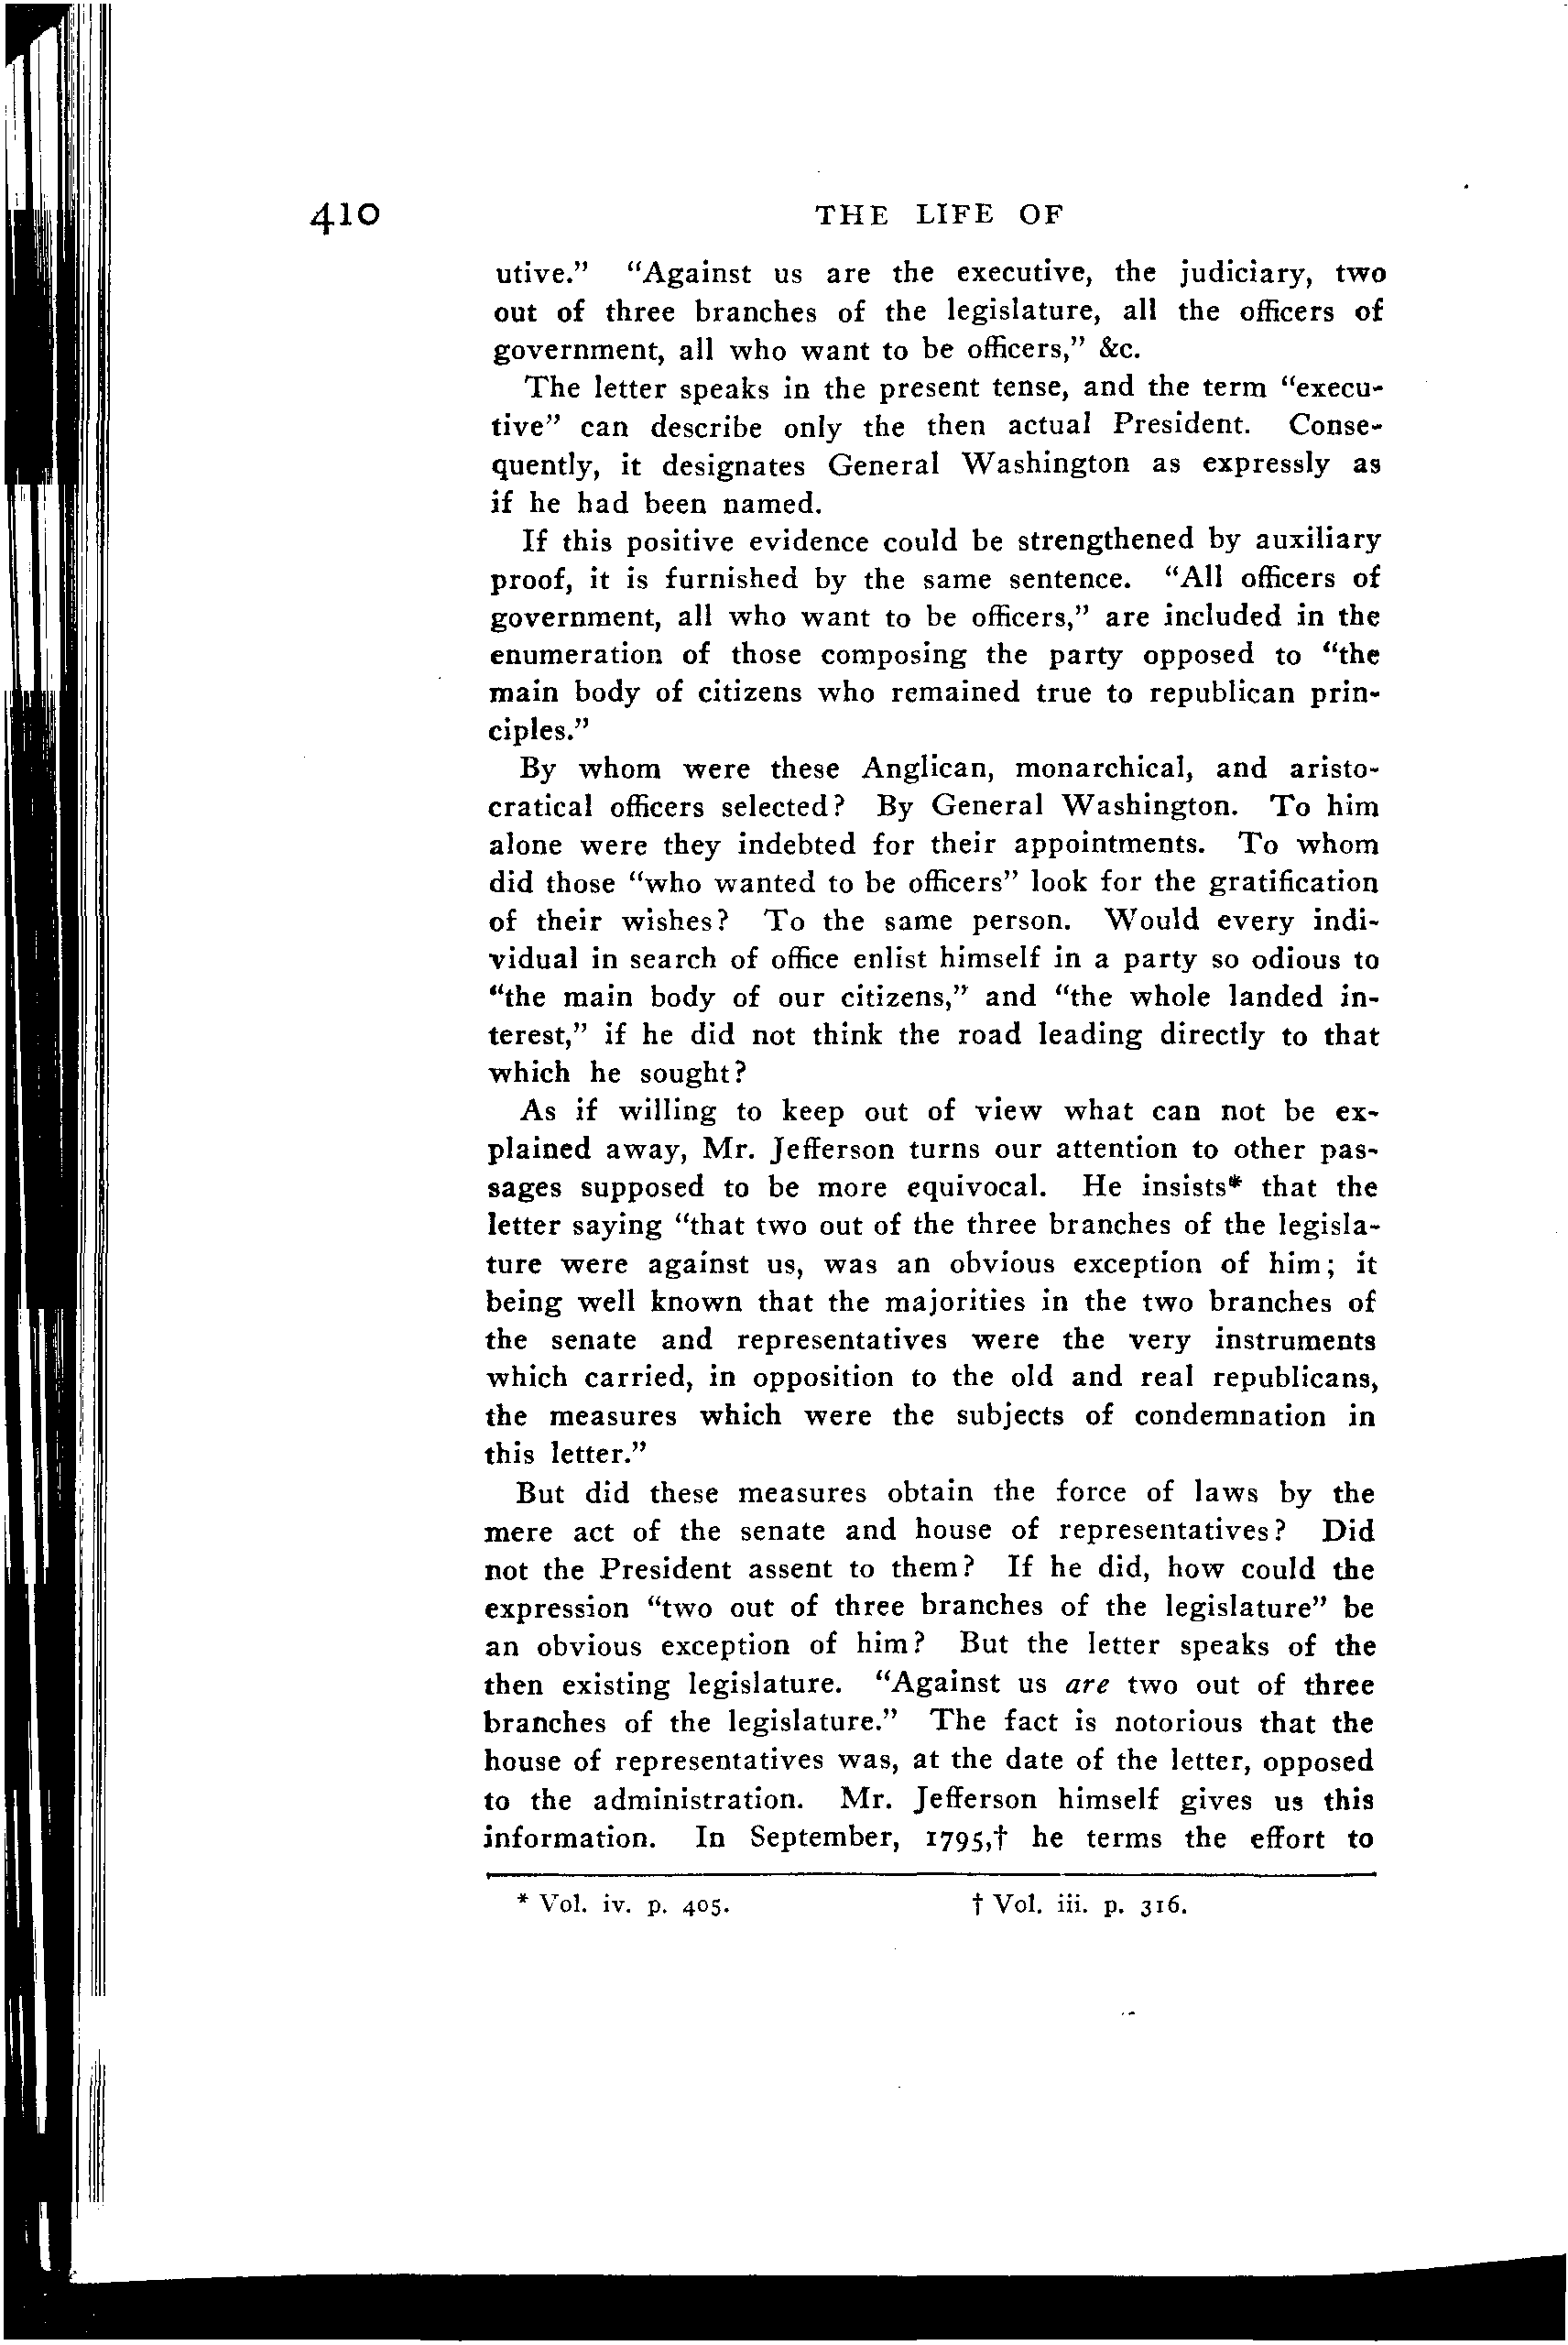 410 THE LIFE OF
utive." "Against us are the executive, the judiciary, two
out of three branches of the legislature, all the officers of
government, all who want to be officers," &c.
The letter speaks in the present tense, and the term "execu-
tive" can describe only the then actual President. Conse-
quently, it designates General Washington as expressly as
if he had been named.
If this positive evidence could be strengthened by auxiliary
proof, it is furnished by the same sentence. "All officers of
government, all who want to be officers," are included in the
enumeration of those composing the party opposed to "the
main body of citizens who remained true to republican prin-
ciples."
By whom were these Anglican, monarchical, and aristo-
cratical officers selected? By General Washington. To him
alone were they indebted for their appointments. To whom
did those "who wanted to be officers" look for the gratification
of their wishes? To the same person. Would every indi-
vidual in search of office enlist himself in a party so odious to
"the main body of our citizens," and "the whole landed in-
terest," if he did not think the road leading directly to that
which he sought?
As if willing to keep out of view what can not be ex-
plained away, Mr. Jefferson turns our attention to other pas-
sages supposed to be more equivocal. He insists* that the
letter saying "that two out of the three branches of the legisla-
ture were against us, was an obvious exception of him; it
being well known that the majorities in the two branches of
the senate and representatives were the very instruments
which carried, in opposition to the old and real republicans,
the measures which were the subjects of condemnation in
this letter."
But did these measures obtain the force of laws by the
mere act of the senate and house of representatives? Did
not the President assent to them? If he did, how could the
expression "two out of three branches of the legislature" be
an obvious exception of him? But the letter speaks of the
then existing legislature. "Against us are two out of three
branches of the legislature." The fact is notorious that the
house of representatives was, at the date of the letter, opposed
to the administration. Mr. Jefferson himself gives us this
information. In September, 1795,† he terms the effort to
* Vol. iv. p. 405. † Vol. iii. p. 316.